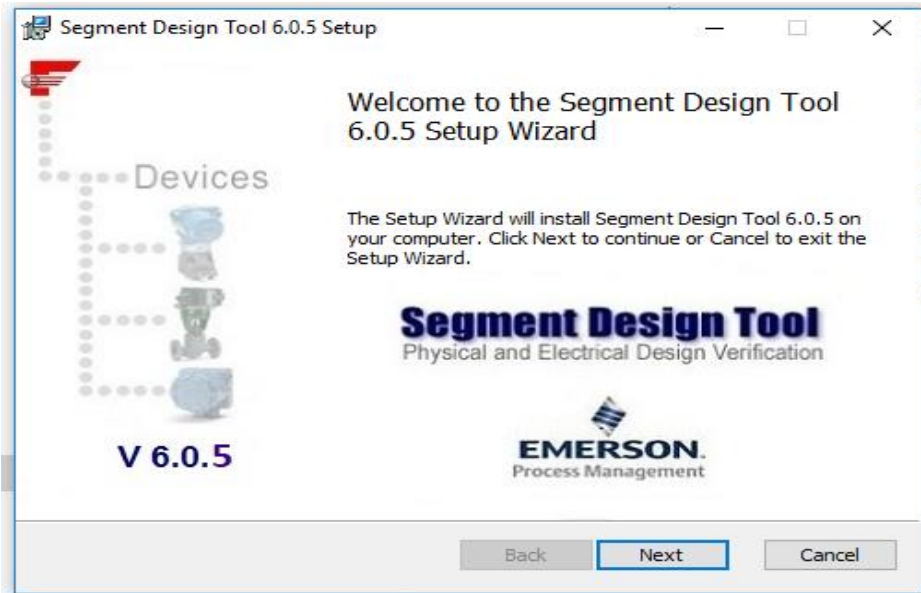 Segment Design Tool 6.0.5 Setup
Welcome to the Segment Design Tool
6.0.5 Setup Wizard
Devices
The Setup Wizard will install Segment Design Tool 6.0.5 on
your computer. Click Next to continue or Cancel to exit the
Setup Wizard.
Segment Design Tool
Physical and Electrical Design Verification
V 6.0.5
EMERSON.
Process Management
Back
Next
Cancel